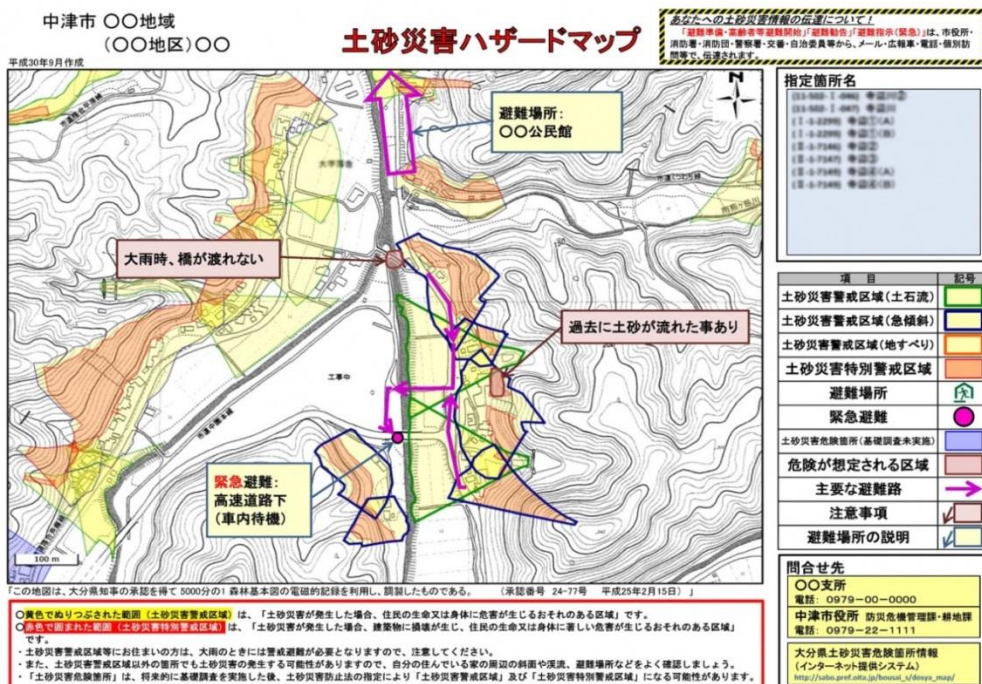 中津市 〇〇地域
(〇〇地区)〇〇
平成30年9月作成
土砂災害ハザードマップ
あなたへの土砂災害情報の伝達について！
「避難準備・高齢者等避難開始」「避難勧告」「避難指示(緊急)」は、市役所・
消防署・消防団・警察署・交番・自治委員等から、メール・広報車・電話・個別訪
問等で、伝達されます。
N
避難場所：
〇〇公民館
大雨時、橋が渡れない
過去に土砂が流れた事あり
工事中
緊急避難：
高速道路下
(車内待機)
100 m
指定箇所名
項 目 記号
土砂災害警戒区域(土石流)
土砂災害警戒区域(急傾斜)
土砂災害警戒区域(地すべり)
土砂災害特別警戒区域
避難場所
緊急避難
土砂災害危険箇所(基礎調査未実施)
危険が想定される区域
主要な避難路
注意事項
避難場所の説明
問合せ先
〇〇支所
電話： 0979-00-0000
中津市役所 防災危機管理課・耕地課
電話： 0979-22-1111
大分県土砂災害危険箇所情報
(インターネット提供システム)
http://sabo.pref.oita.jp/bousai_s/dosya_map/
「この地図は、大分県知事の承認を得て 5000分の1 森林基本図の電磁的記録を利用し、調製したものである。 (承認番号 24-77号 平成25年2月15日) 」
〇黄色でぬりつぶされた範囲（土砂災害警戒区域）は、「土砂災害が発生した場合、住民の生命又は身体に危害が生じるおそれのある区域」です。
〇赤色で囲まれた範囲（土砂災害特別警戒区域）は、「土砂災害が発生した場合、建築物に損壊が生じ、住民の生命又は身体に著しい危害が生じるおそれのある区域」
です。
・土砂災害警戒区域等にお住まいの方は、大雨のときには警戒避難が必要となりますので、注意してください。
・また、土砂災害警戒区域以外の箇所でも土砂災害の発生する可能性がありますので、自分の住んでいる家の周辺の斜面や渓流、避難場所などをよく確認しましょう。
・「土砂災害危険箇所」は、将来的に基礎調査を実施した後、土砂災害防止法の指定により「土砂災害警戒区域」及び「土砂災害特別警戒区域」になる可能性があります。